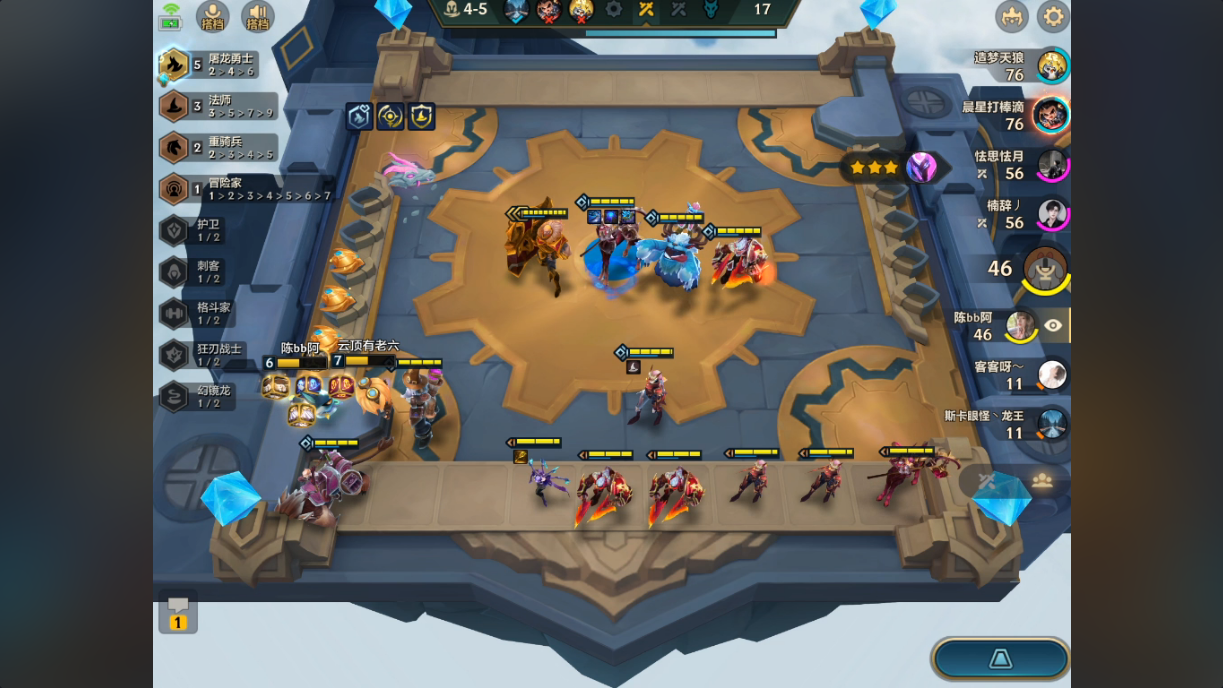 搭档
搭档
4-5
17
5
屠龙勇士
2 > 4 > 6
3
法师
3 > 5 > 7 > 9
2
重骑兵
2 > 3 > 4 > 5
1
冒险家
1 > 2 > 3 > 4 > 5 > 6 > 7
护卫
1 / 2
刺客
1 / 2
格斗家
1 / 2
狂刃战士
1 / 2
幻镜龙
1 / 2
造梦天狼
76
晨星打棒滴
76
怯思怯月
56
楠辞丿
56
46
陈bb阿
46
客客呀～
11
斯卡眼怪丶龙王
11
陈bb阿
云顶有老六
6
7
1